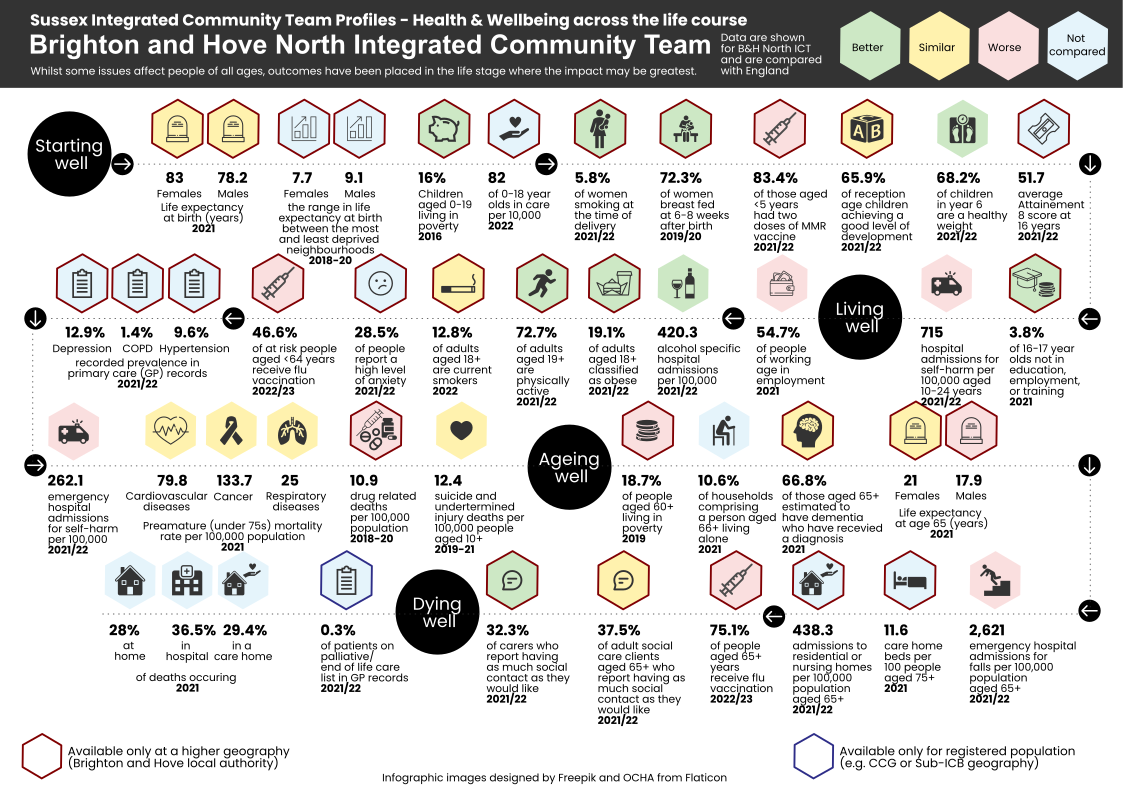 Sussex Integrated Community Team Profiles - Health & Wellbeing across the life course
Brighton and Hove North Integrated Community Team
Whilst some issues affect people of all ages, outcomes have been placed in the life stage where the impact may be greatest.
Data are shown
for B&H North ICT
and are compared
with England
Better
Similar
Worse
Not
compared
Starting
well
83
Females
78.2
Males
Life expectancy
at birth (years)
2021
7.7
Females
9.1
Males
the range in life
expectancy at birth
between the most
and least deprived
neighbourhoods
2018-20
16%
Children
aged 0-19
living in
poverty
2016
82
of 0-18 year
olds in care
per 10,000
2022
5.8%
of women
smoking at
the time of
delivery
2021/22
72.3%
of women
breast fed
at 6-8 weeks
after birth
2019/20
83.4%
of those aged
<5 years
had two
doses of MMR
vaccine
2021/22
A B
65.9%
of reception
age children
achieving a
good level of
development
2021/22
68.2%
of children
in year 6
are a healthy
weight
2021/22
51.7
average
Attainement
8 score at
16 years
2021/22
12.9%
Depression
1.4%
COPD
9.6%
Hypertension
recorded prevalence in
primary care (GP) records
2021/22
46.6%
of at risk people
aged <64 years
receive flu
vaccination
2022/23
28.5%
of people
report a
high level
of anxiety
2021/22
12.8%
of adults
aged 18+
are current
smokers
2022
72.7%
of adults
aged 19+
are
physically
active
2021/22
19.1%
of adults
aged 18+
classified
as obese
2021/22
420.3
alcohol specific
hospital
admissions
per 100,000
2021/22
54.7%
of people
of working
age in
employment
2021
Living
well
715
hospital
admissions for
self-harm per
100,000 aged
10-24 years
2021/22
3.8%
of 16-17 year
olds not in
education,
employment,
or training
2021
262.1
emergency
hospital
admissions
for self-harm
per 100,000
2021/22
79.8
Cardiovascular
diseases
133.7
Cancer
25
Respiratory
diseases
Preamature (under 75s) mortality
rate per 100,000 population
2021
10.9
drug related
deaths
per 100,000
population
2018-20
12.4
suicide and
undertermined
injury deaths per
100,000 people
aged 10+
2019-21
Ageing
well
18.7%
of people
aged 60+
living in
poverty
2019
10.6%
of households
comprising
a person aged
66+ living
alone
2021
66.8%
of those aged 65+
estimated to
have dementia
who have recevied
a diagnosis
2021
21
Females
17.9
Males
Life expectancy
at age 65 (years)
2021
28%
at
home
36.5%
in
hospital
29.4%
in a
care home
of deaths occuring
2021
0.3%
of patients on
palliative/
end of life care
list in GP records
2021/22
Dying
well
32.3%
of carers who
report having
as much social
contact as they
would like
2021/22
37.5%
of adult social
care clients
aged 65+ who
report having as
much social
contact as they
would like
2021/22
75.1%
of people
aged 65+
years
receive flu
vaccination
2022/23
438.3
admissions to
residential or
nursing homes
per 100,000
population
aged 65+
2021/22
11.6
care home
beds per
100 people
aged 75+
2021
2,621
emergency hospital
admissions for
falls per 100,000
population
aged 65+
2021/22
Available only at a higher geography
(Brighton and Hove local authority)
Infographic images designed by Freepik and OCHA from Flaticon
Available only for registered population
(e.g. CCG or Sub-ICB geography)